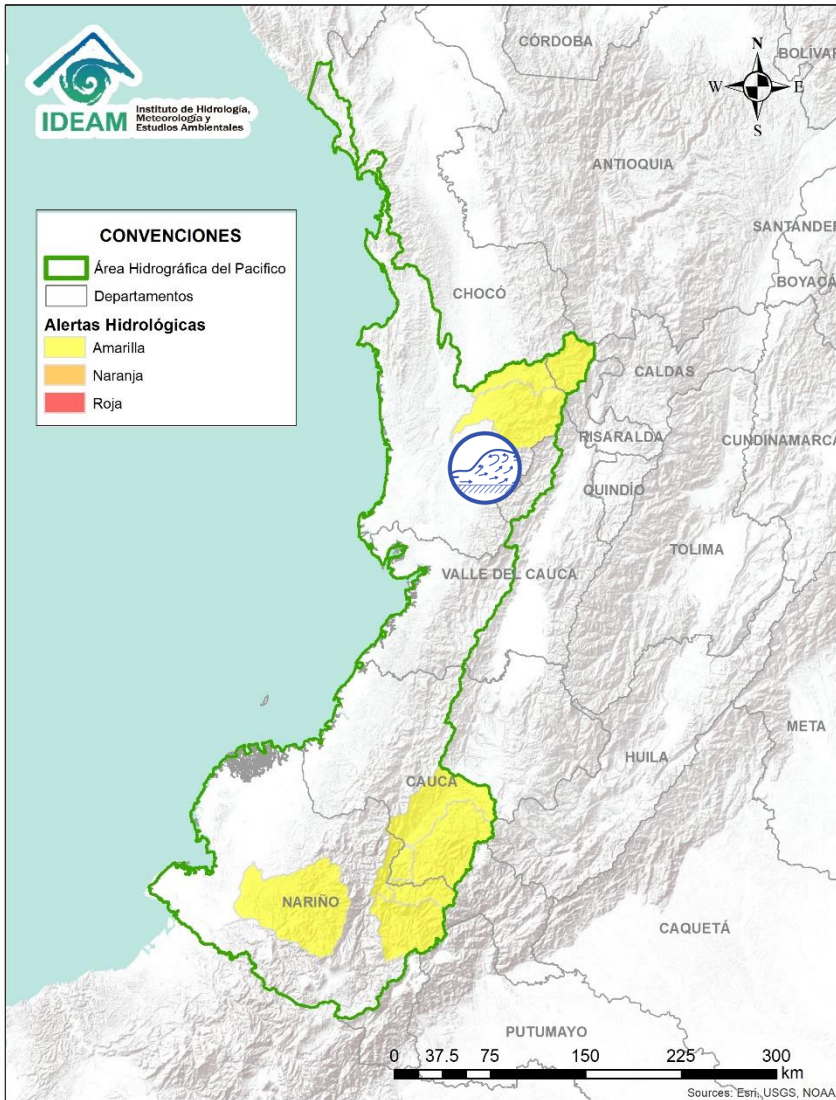 IDEAM
Instituto de Hidrología,
Meteorología y
Estudios Ambientales
CÓRDOBA
BOLÍVAR
N
W
E
S
ANTIOQUIA
SANTANDER
BOYACÁ
CONVENCIONES
Área Hidrográfica del Pacifico
Departamentos
Alertas Hidrológicas
Amarilla
Naranja
Roja
CHOCÓ
CALDAS
RISARALDA
CUNDINAMARCA
QUINDÍO
TOLIMA
VALLE DEL CAUCA
META
HUILA
CAUCA
NARIÑO
CAQUETÁ
PUTUMAYO
0 37.5 75 150 225 300
km
Sources: Esri, USGS, NOAA